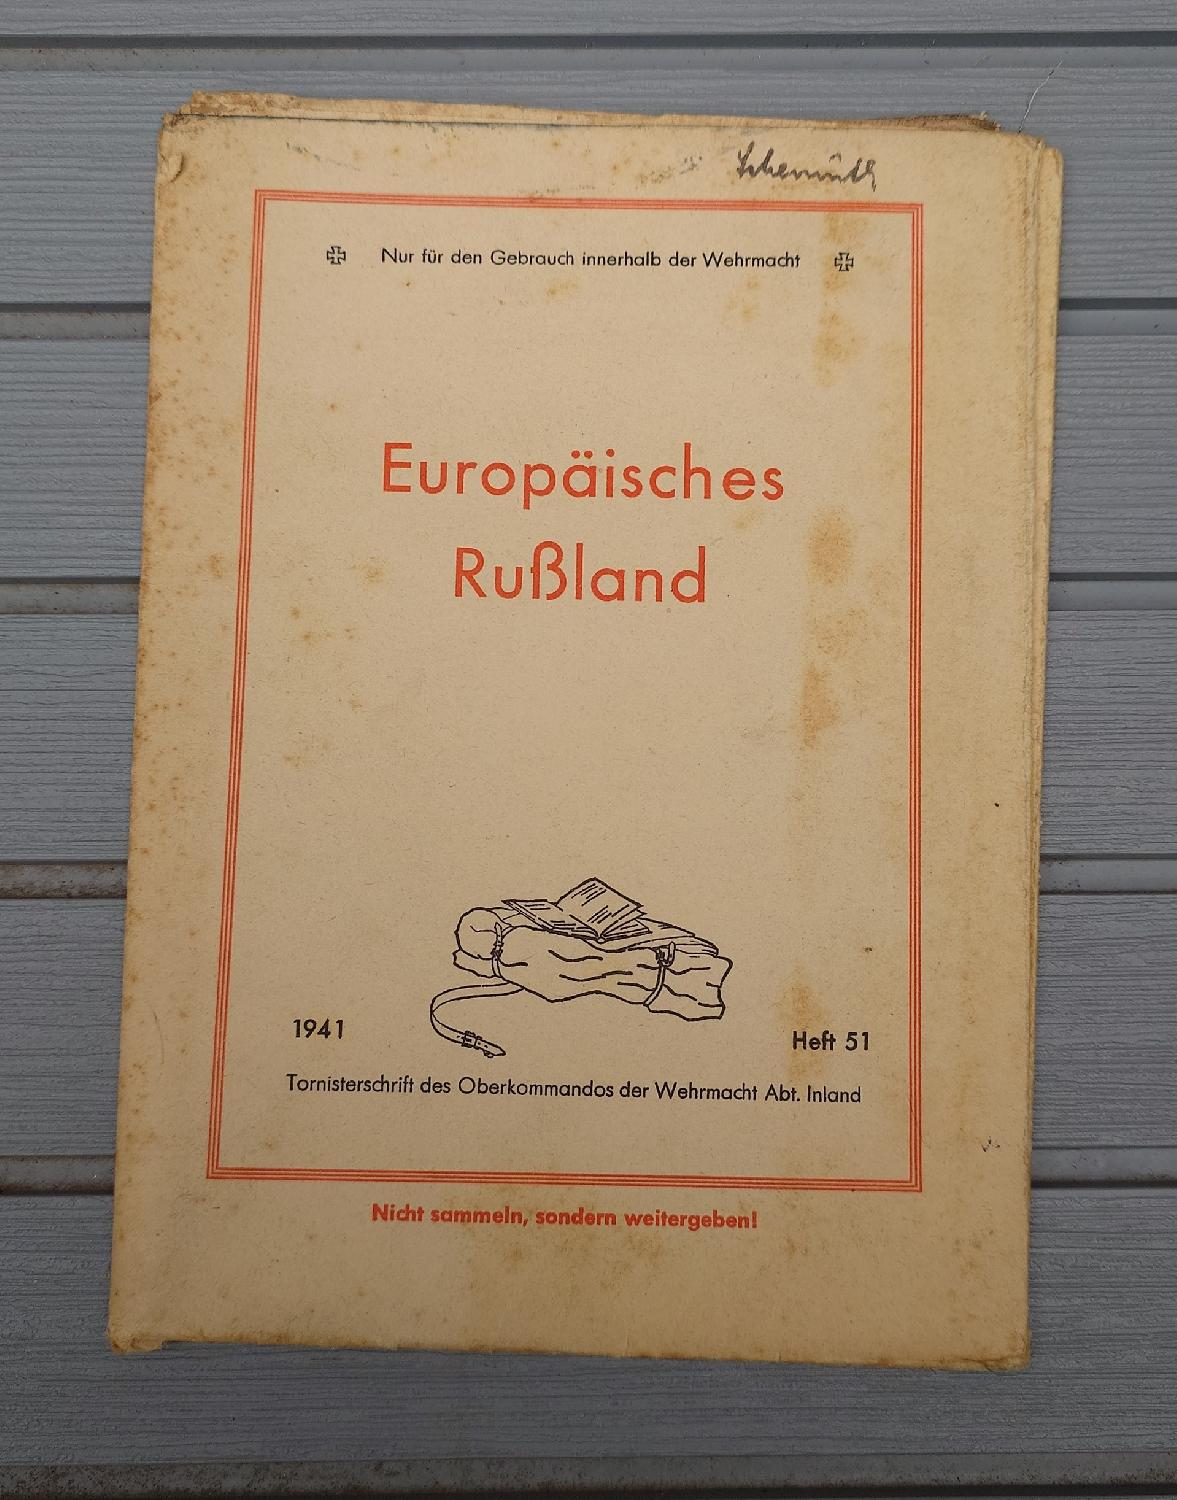 Nur für den Gebrauch innerhalb der Wehrmacht
Europäisches
Rußland
1941
Heft 51
Tornisterschrift des Oberkommandos der Wehrmacht Abt. Inland
Nicht sammeln, sondern weitergeben!